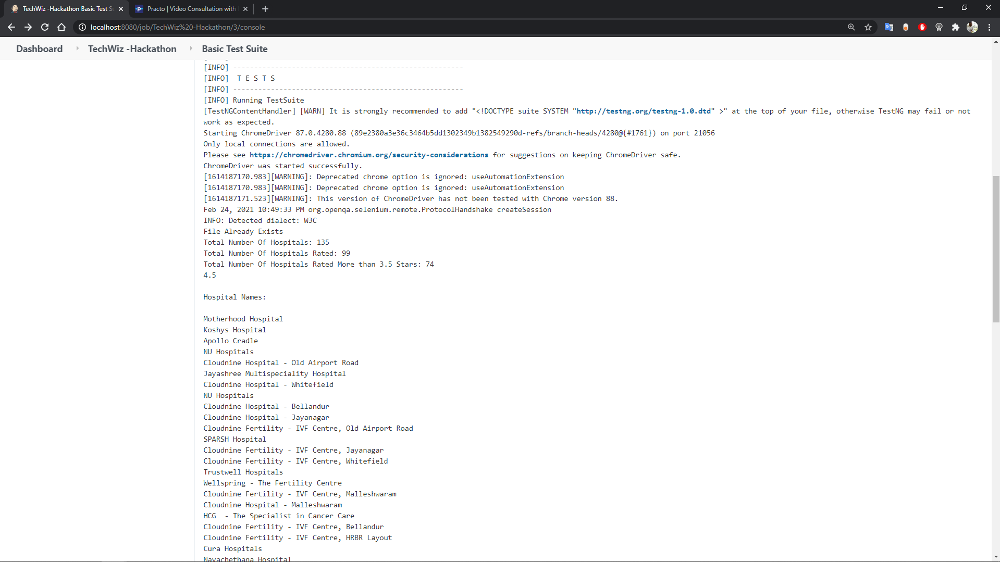 TechWiz -Hackathon Basic Test S
Practo | Video Consultation with
localhost:8080/job/TechWiz%20-Hackathon/3/console
Dashboard TechWiz -Hackathon Basic Test Suite
[INFO] -------------------------------------------------------
[INFO]  T E S T S
[INFO] -------------------------------------------------------
[INFO] Running TestSuite
[TestNGContentHandler] [WARN] It is strongly recommended to add "<!DOCTYPE suite SYSTEM "http://testng.org/testng-1.0.dtd" >" at the top of your file, otherwise TestNG may fail or not
work as expected.
Starting ChromeDriver 87.0.4280.88 (89e2380a3e36c3464b5dd1302349b1382549290d-refs/branch-heads/4280@{#1761}) on port 21056
Only local connections are allowed.
Please see https://chromedriver.chromium.org/security-considerations for suggestions on keeping ChromeDriver safe.
ChromeDriver was started successfully.
[1614187170.983][WARNING]: Deprecated chrome option is ignored: useAutomationExtension
[1614187170.983][WARNING]: Deprecated chrome option is ignored: useAutomationExtension
[1614187171.523][WARNING]: This version of ChromeDriver has not been tested with Chrome version 88.
Feb 24, 2021 10:49:33 PM org.openqa.selenium.remote.ProtocolHandshake createSession
INFO: Detected dialect: W3C
File Already Exists
Total Number Of Hospitals: 135
Total Number Of Hospitals Rated: 99
Total Number Of Hospitals Rated More than 3.5 Stars: 74
4.5
Hospital Names:
Motherhood Hospital
Koshys Hospital
Apollo Cradle
NU Hospitals
Cloudnine Hospital - Old Airport Road
Jayashree Multispeciality Hospital
Cloudnine Hospital - Whitefield
NU Hospitals
Cloudnine Hospital - Bellandur
Cloudnine Hospital - Jayanagar
Cloudnine Fertility - IVF Centre, Old Airport Road
SPARSH Hospital
Cloudnine Fertility - IVF Centre, Jayanagar
Cloudnine Fertility - IVF Centre, Whitefield
Trustwell Hospitals
Wellspring - The Fertility Centre
Cloudnine Fertility - IVF Centre, Malleshwaram
Cloudnine Hospital - Malleshwaram
HCG  - The Specialist in Cancer Care
Cloudnine Fertility - IVF Centre, Bellandur
Cloudnine Fertility - IVF Centre, HRBR Layout
Cura Hospitals
Navachethana Hospital